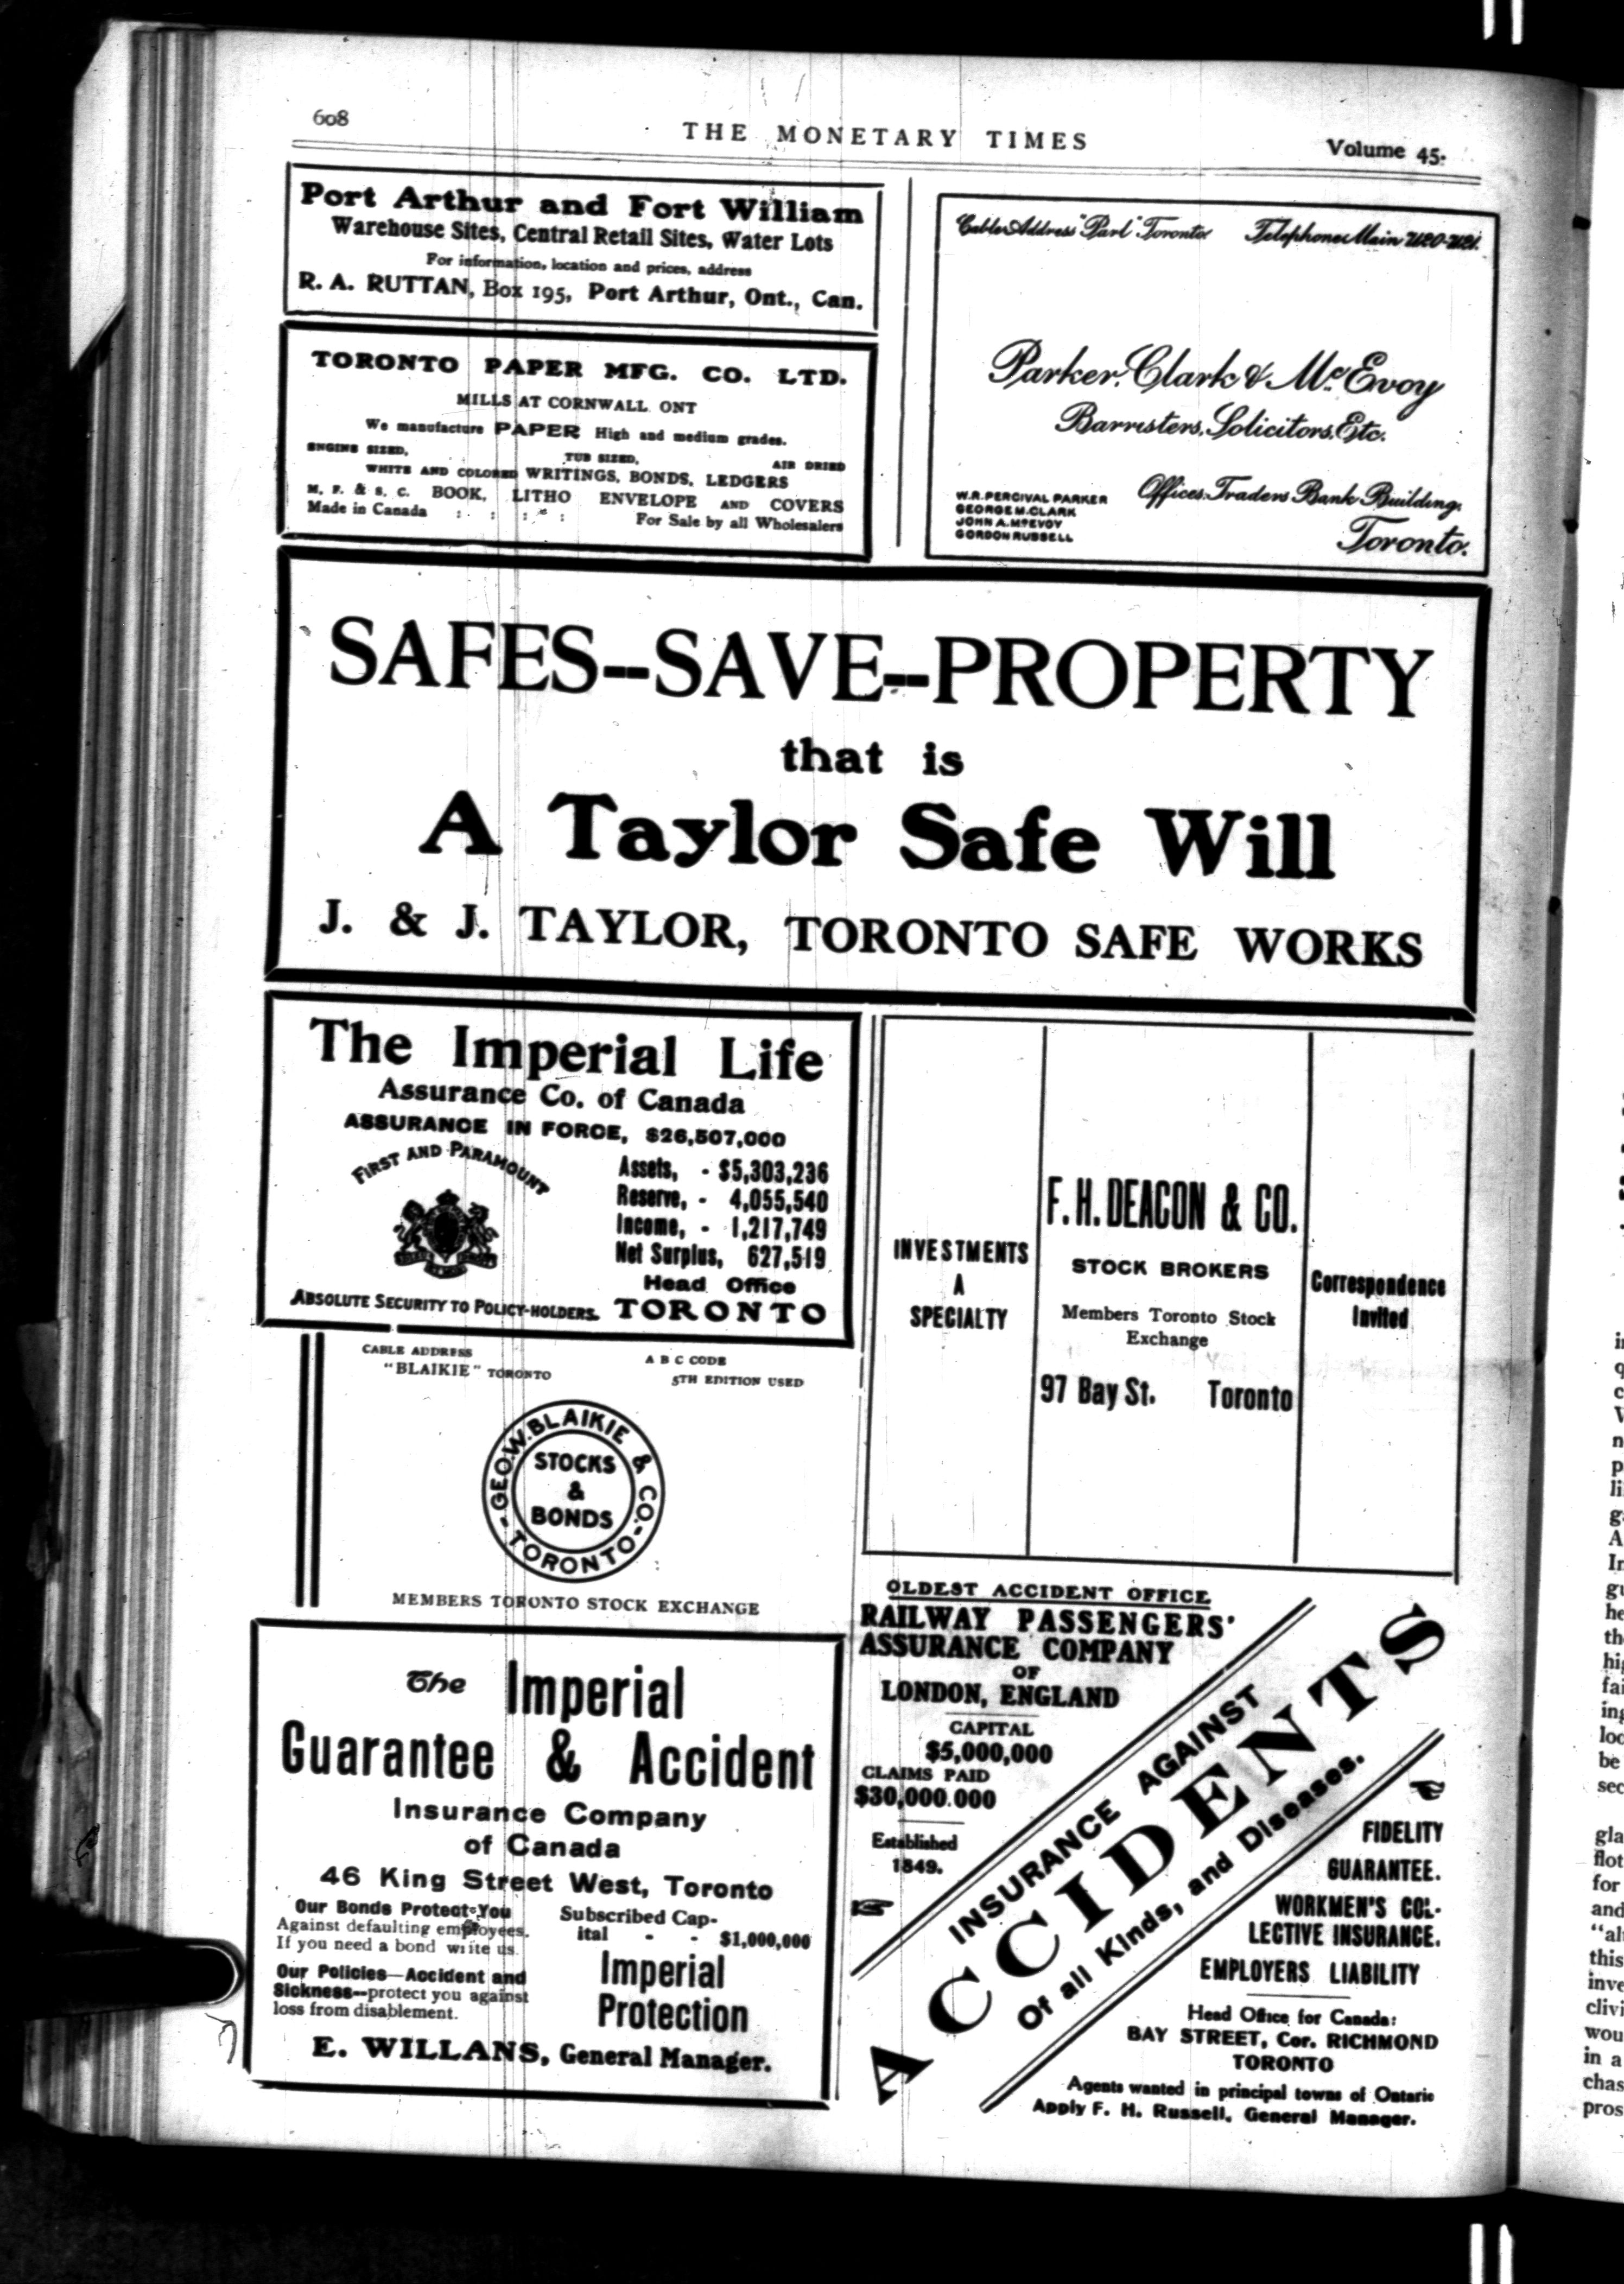 608
THE MONETARY TIMES
Volume 45.
Port Arthur and Fort William
Warehouse Sites, Central Retail Sites, Water Lots
For information, location and prices, address
R. A. RUTTAN, Box 195, Port Arthur, Ont., Can.
TORONTO PAPER MFG. CO. LTD.
MILLS AT CORNWALL ONT
We manufacture PAPER High and medium grades.
ENGINE SIZED, TUB SIZED, AIR DRIED
WHITE AND COLORED WRITINGS, BONDS, LEDGERS
M. F. & S. C. BOOK, LITHO ENVELOPE AND COVERS
Made in Canada : : : : For Sale by all Wholesalers
Cable Address "Parl" Toronto Telephones Main
Parker, Clark & McEvoy
Barristers, Solicitors, Etc.
W.R. PERCIVAL PARKER
GEORGE M. CLARK
JOHN A. McEVOY
GORDON RUSSELL
Offices. Traders Bank Building,
Toronto.
SAFES--SAVE--PROPERTY
that is
A Taylor Safe Will
J. & J. TAYLOR, TORONTO SAFE WORKS
The Imperial Life
Assurance Co. of Canada
ASSURANCE IN FORCE, $26,507,000
FIRST AND PARAMOUNT
Assets, - $5,303,236
Reserve, - 4,055,540
Income, - 1,217,749
Net Surplus, 627,519
Head Office
ABSOLUTE SECURITY TO POLICY-HOLDERS. TORONTO
INVESTMENTS
A
SPECIALTY
F. H. DEACON & CO.
STOCK BROKERS
Members Toronto Stock
Exchange
97 Bay St. Toronto
Correspondence
Invited
CABLE ADDRESS
"BLAIKIE" TORONTO
A B C CODE
5TH EDITION USED
GEO. W. BLAIKIE & CO.
TORONTO
STOCKS
&
BONDS
MEMBERS TORONTO STOCK EXCHANGE
The Imperial
Guarantee & Accident
Insurance Company
of Canada
46 King Street West, Toronto
Our Bonds Protect You
Against defaulting employees.
If you need a bond write us.
Our Policies—Accident and
Sickness—protect you against
loss from disablement.
Subscribed Cap-
ital - - $1,000,000
Imperial
Protection
E. WILLANS, General Manager.
OLDEST ACCIDENT OFFICE
RAILWAY PASSENGERS'
ASSURANCE COMPANY
OF
LONDON, ENGLAND
CAPITAL
$5,000,000
CLAIMS PAID
$30,000.000
Established
1849.
INSURANCE AGAINST
ACCIDENTS
Of all Kinds, and Diseases.
FIDELITY
GUARANTEE.
WORKMEN'S COL-
LECTIVE INSURANCE.
EMPLOYERS LIABILITY
Head Office for Canada:
BAY STREET, Cor. RICHMOND
TORONTO
Agents wanted in principal towns of Ontario
Apply F. H. Russell, General Manager.